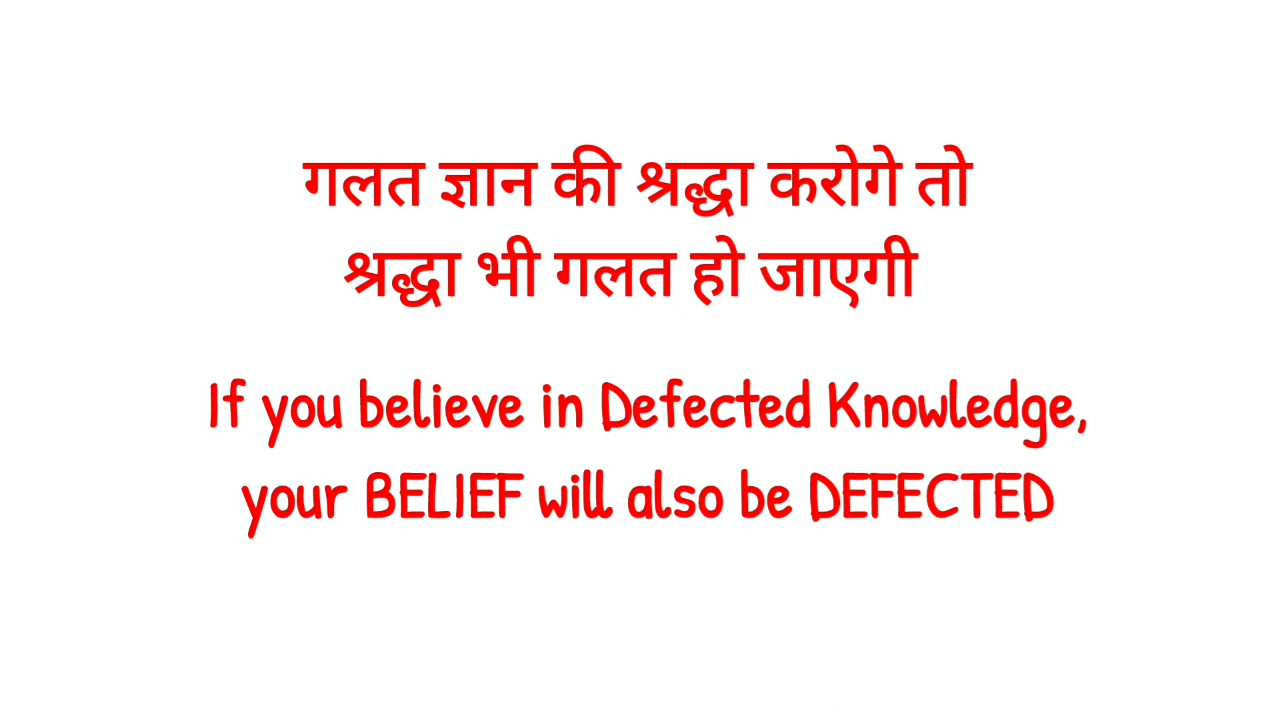 गलत ज्ञान की श्रद्धा करोगे तो
श्रद्धा भी गलत हो जाएगी
If you believe in Defected Knowledge,
your BELIEF will also be DEFECTED